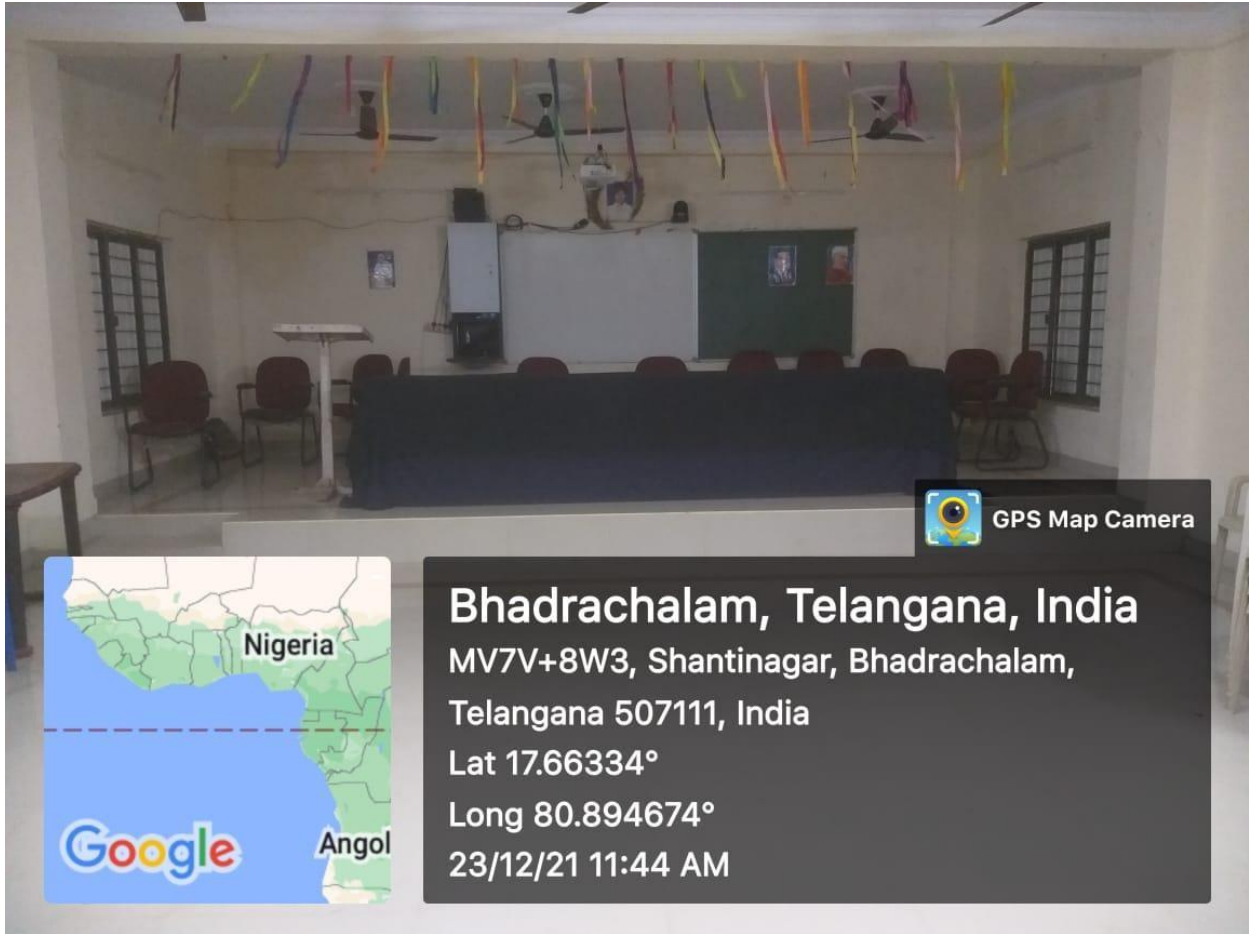 GPS Map Camera
Nigeria
Angol
Google
Bhadrachalam, Telangana, India
MV7V+8W3, Shantinagar, Bhadrachalam,
Telangana 507111, India
Lat 17.66334°
Long 80.894674°
23/12/21 11:44 AM